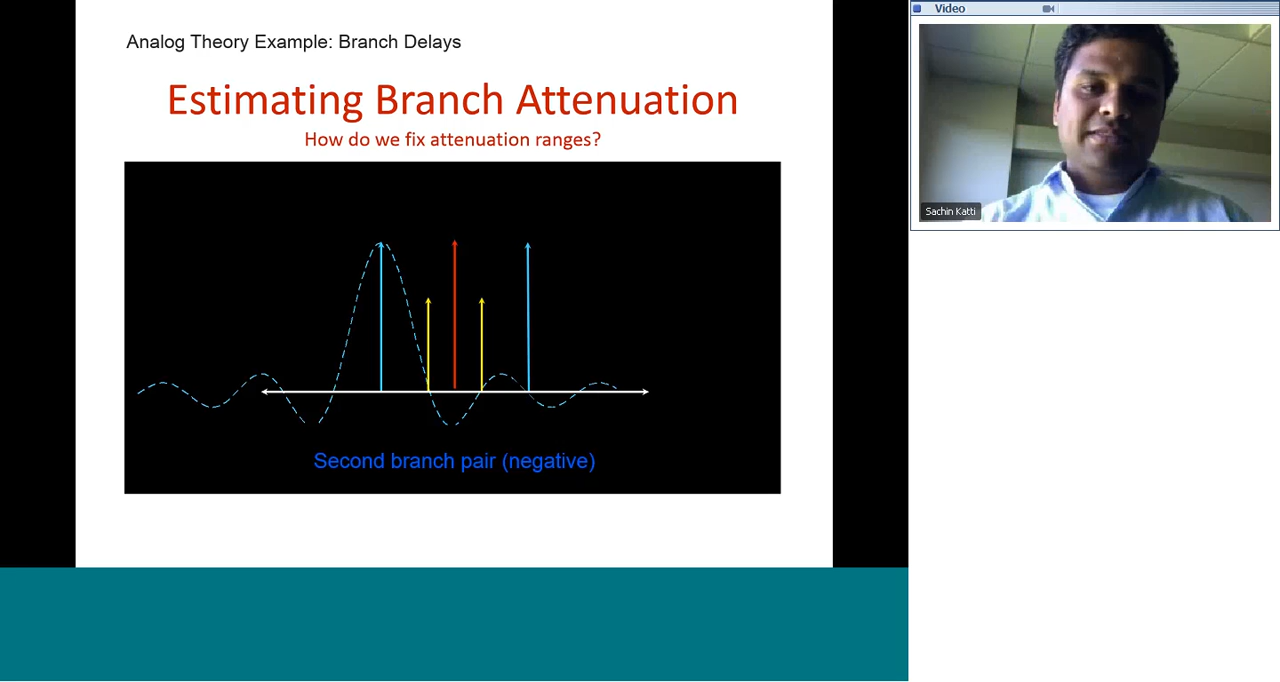 Analog Theory Example: Branch Delays
Estimating Branch Attenuation
How do we fix attenuation ranges?
Second branch pair (negative)
Video
Sachin Katti